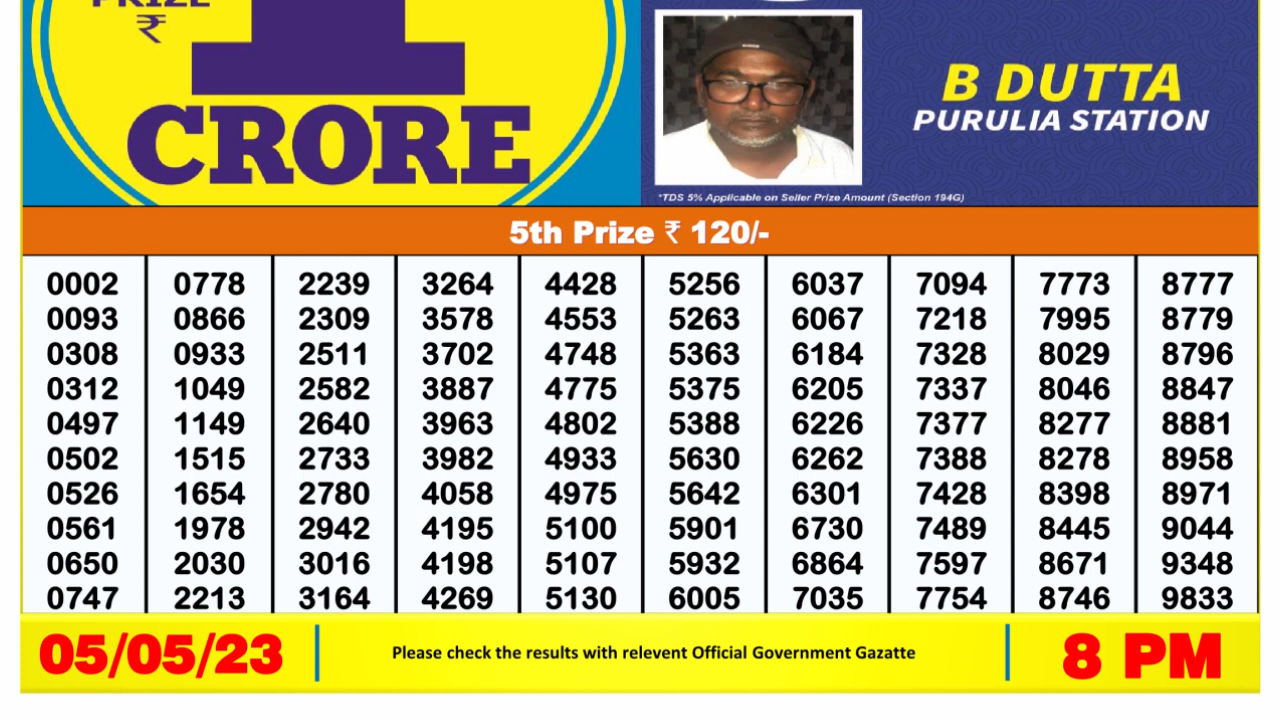 PRIZE
₹
1
CRORE
B DUTTA
PURULIA STATION
*TDS 5% Applicable on Seller Prize Amount (Section 194G)
5th Prize ₹ 120/-
0002 0778 2239 3264 4428 5256 6037 7094 7773 8777
0093 0866 2309 3578 4553 5263 6067 7218 7995 8779
0308 0933 2511 3702 4748 5363 6184 7328 8029 8796
0312 1049 2582 3887 4775 5375 6205 7337 8046 8847
0497 1149 2640 3963 4802 5388 6226 7377 8277 8881
0502 1515 2733 3982 4933 5630 6262 7388 8278 8958
0526 1654 2780 4058 4975 5642 6301 7428 8398 8971
0561 1978 2942 4195 5100 5901 6730 7489 8445 9044
0650 2030 3016 4198 5107 5932 6864 7597 8671 9348
0747 2213 3164 4269 5130 6005 7035 7754 8746 9833
05/05/23
Please check the results with relevent Official Government Gazatte
8 PM